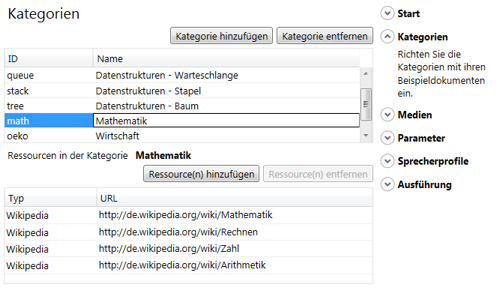 Kategorien
Kategorie hinzufügen Kategorie entfernen
ID Name
queue Datenstrukturen - Warteschlange
stack Datenstrukturen - Stapel
tree Datenstrukturen - Baum
math Mathematik
oeko Wirtschaft
Ressourcen in der Kategorie Mathematik
Ressource(n) hinzufügen Ressource(n) entfernen
Typ URL
Wikipedia http://de.wikipedia.org/wiki/Mathematik
Wikipedia http://de.wikipedia.org/wiki/Rechnen
Wikipedia http://de.wikipedia.org/wiki/Zahl
Wikipedia http://de.wikipedia.org/wiki/Arithmetik
Start
Kategorien
Richten Sie die
Kategorien mit ihren
Beispieldokumenten
ein.
Medien
Parameter
Sprecherprofile
Ausführung